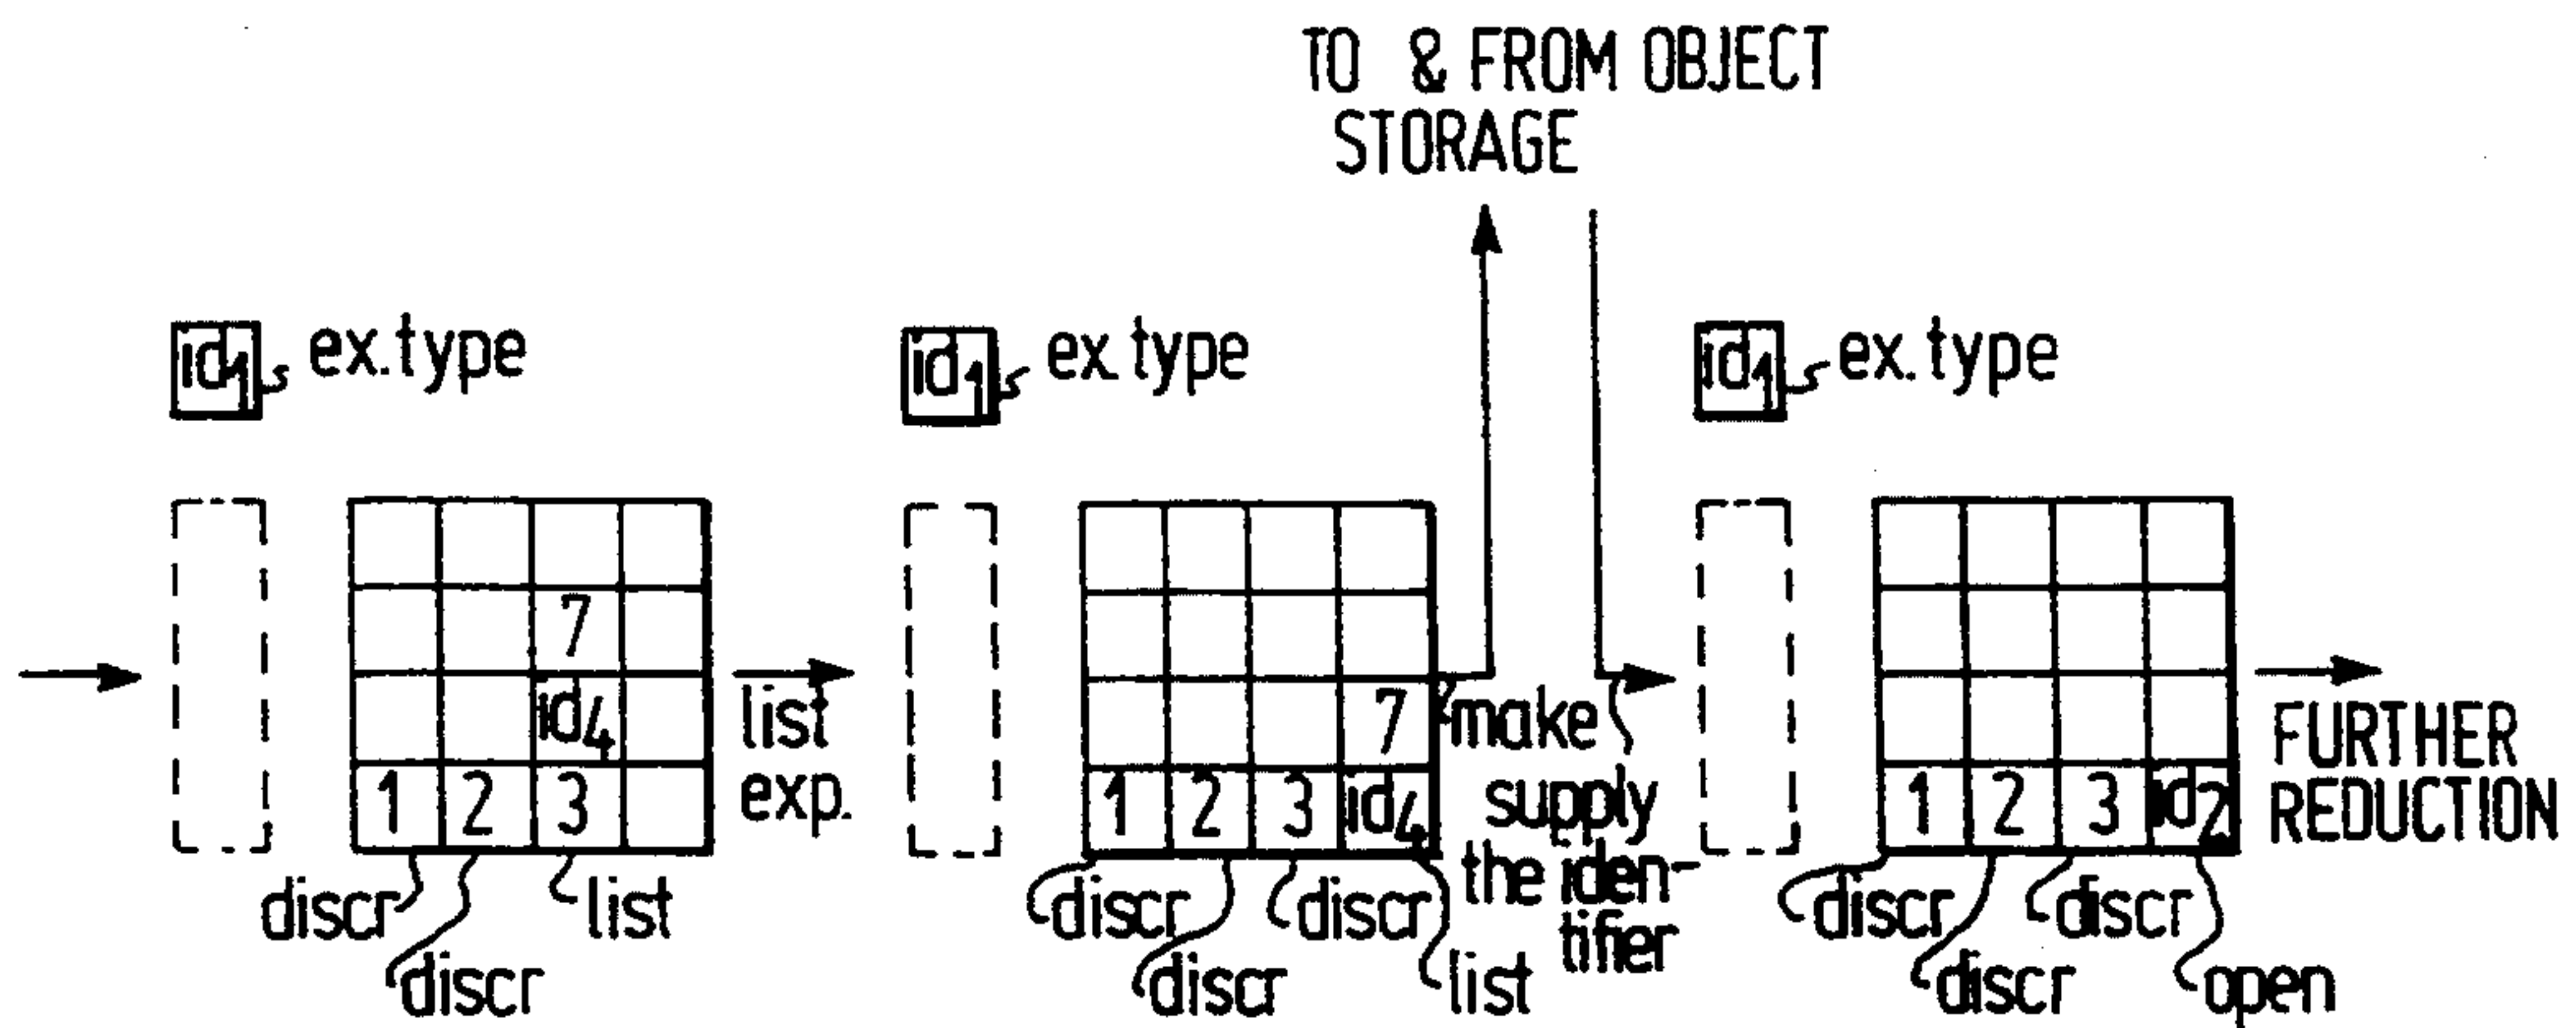 TO & FROM OBJECT
STORAGE
id1 ex.type
id1 ex.type
id1 ex.type
7
id4
1 2 3
discr
discr
list
list
exp.
7
1 2 3 id4
discr
discr
discr
list
make
supply
the iden-
tifier
1 2 3 id2
discr
discr
discr
open
FURTHER
REDUCTION